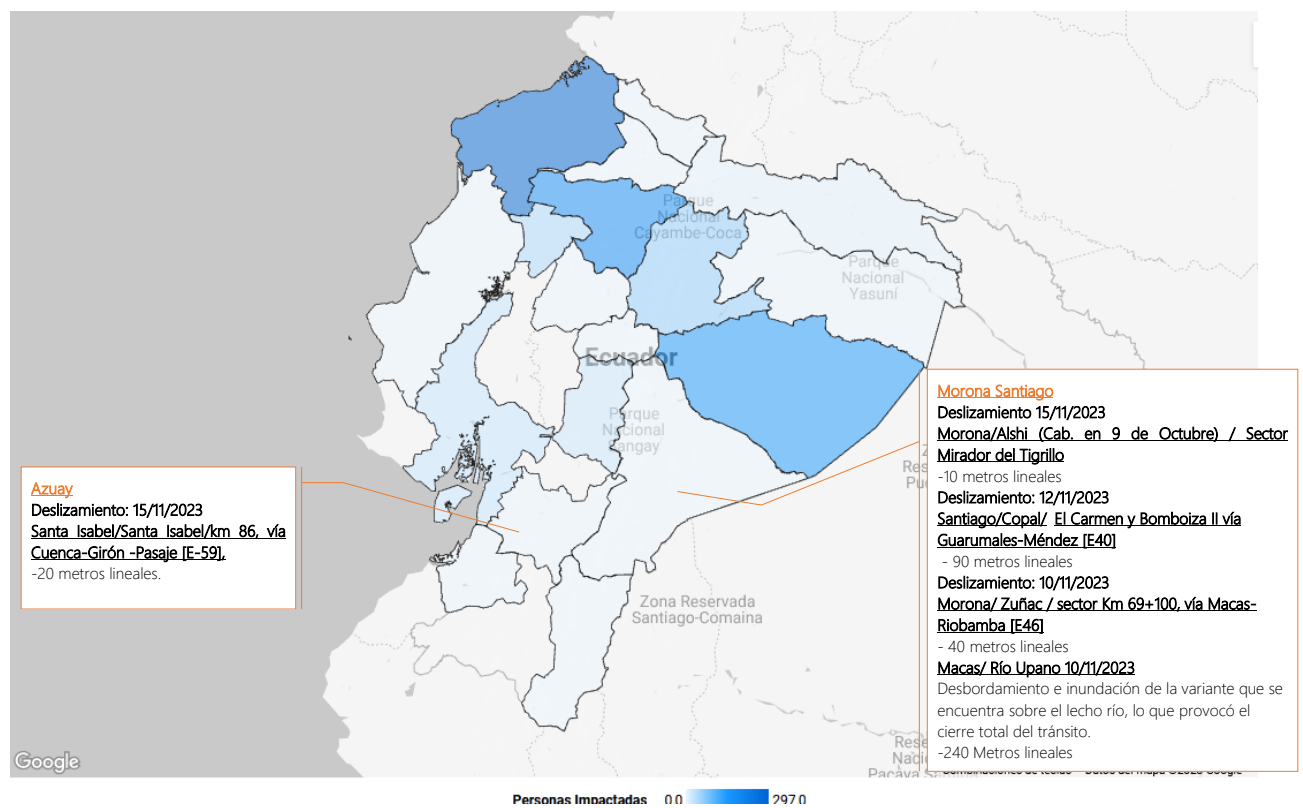 Parque
Nacional
Cayambe-Coca
Parque
Nacional
Yasuní
Ecuador
Parque
Nacional
Sangay
Zona Reservada
Santiago-Comaina
Azuay
Deslizamiento: 15/11/2023
Santa Isabel/Santa Isabel/km 86, vía
Cuenca-Girón -Pasaje [E-59],
-20 metros lineales.
Morona Santiago
Deslizamiento 15/11/2023
Morona/Alshi (Cab. en 9 de Octubre) / Sector
Mirador del Tigrillo
-10 metros lineales
Deslizamiento: 12/11/2023
Santiago/Copal/ El Carmen y Bomboiza II vía
Guarumales-Méndez [E40]
- 90 metros lineales
Deslizamiento: 10/11/2023
Morona/ Zuñac / sector Km 69+100, vía Macas-
Riobamba [E46]
- 40 metros lineales
Macas/ Río Upano 10/11/2023
Desbordamiento e inundación de la variante que se
encuentra sobre el lecho río, lo que provocó el
cierre total del tránsito.
-240 Metros lineales
Google
Personas Impactadas 0.0 297.0